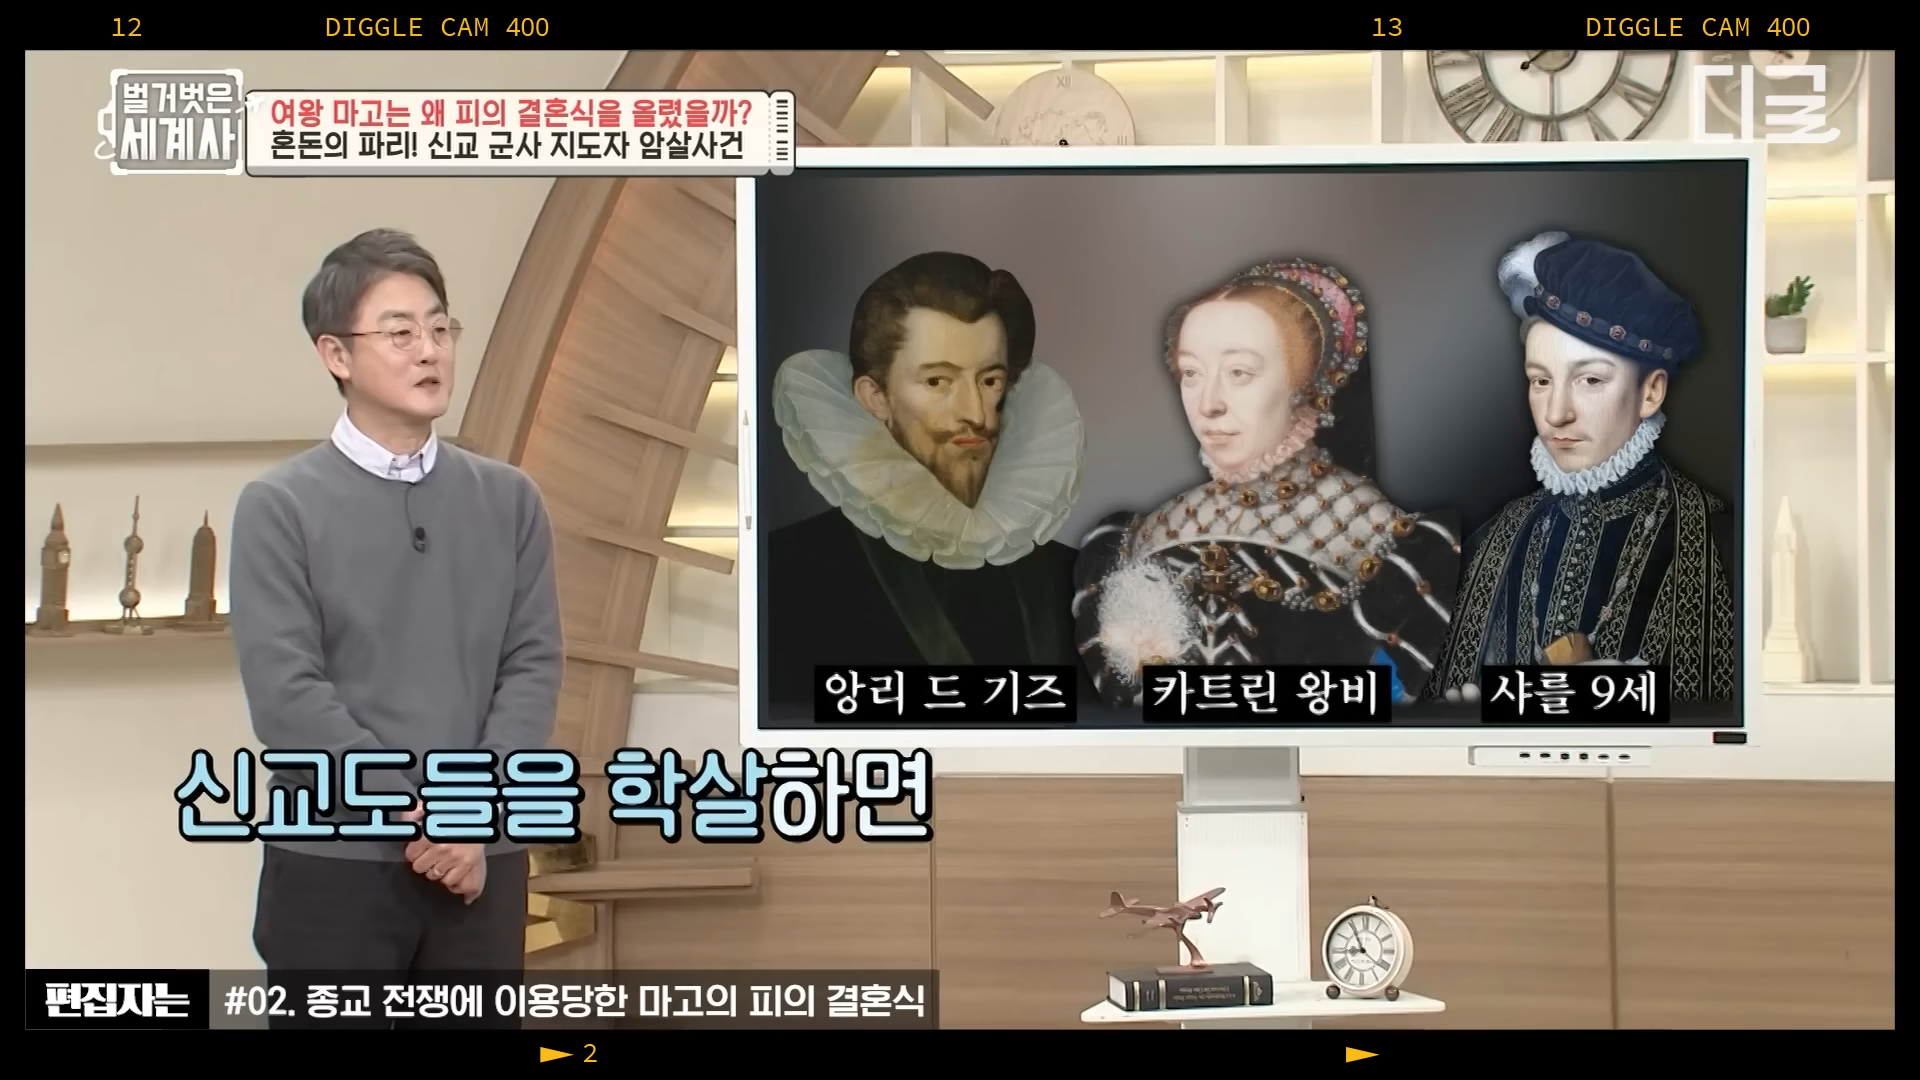 12 DIGGLE CAM 400 13 DIGGLE CAM 400
벌거벗은
세계사
여왕 마고는 왜 피의 결혼식을 올렸을까?
혼돈의 파리! 신교 군사 지도자 암살사건
디글
XII
앙리 드 기즈 카트린 왕비 샤를 9세
신교도들을 학살하면
편집자는 #02. 종교 전쟁에 이용당한 마고의 피의 결혼식
2